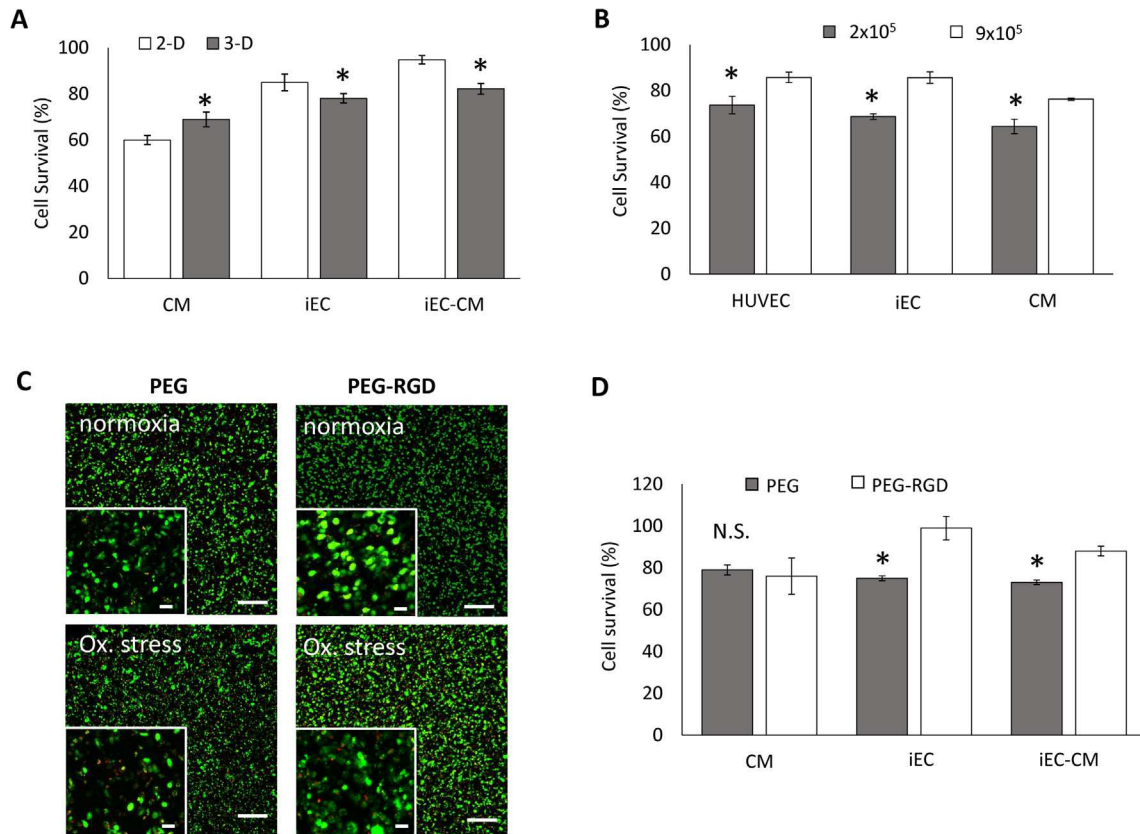 A
2-D 3-D
100
80
60
40
20
0
Cell Survival (%)
*
*
*
CM iEC iEC-CM
B
2x10⁵ 9x10⁵
100
80
60
40
20
0
Cell Survival (%)
*
*
*
HUVEC iEC CM
C
PEG PEG-RGD
normoxia normoxia
Ox. stress Ox. stress
D
PEG PEG-RGD
120
100
80
60
40
20
0
Cell survival (%)
N.S.
*
*
CM iEC iEC-CM